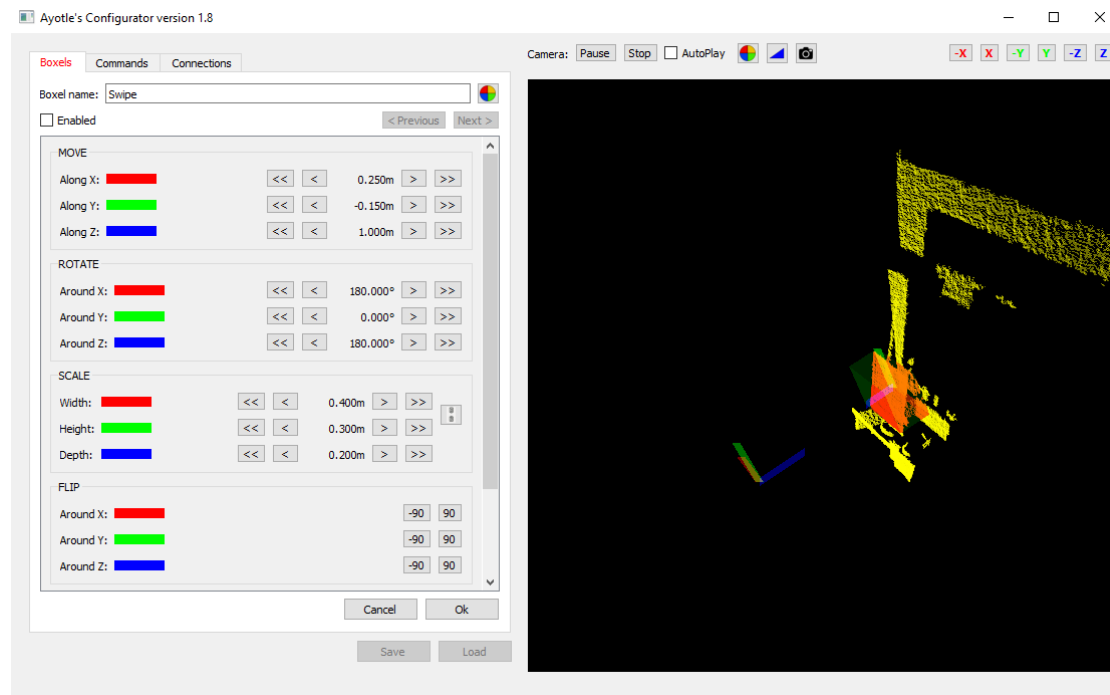 Ayotle's Configurator version 1.8
Boxels Commands Connections
Camera: Pause Stop AutoPlay -X X -Y Y -Z Z
Boxel name: Swipe
Enabled < Previous Next >
MOVE
Along X: << < 0.250m > >>
Along Y: << < -0.150m > >>
Along Z: << < 1.000m > >>
ROTATE
Around X: << < 180.000° > >>
Around Y: << < 0.000° > >>
Around Z: << < 180.000° > >>
SCALE
Width: << < 0.400m > >>
Height: << < 0.300m > >>
Depth: << < 0.200m > >>
FLIP
Around X: -90 90
Around Y: -90 90
Around Z: -90 90
Cancel Ok
Save Load